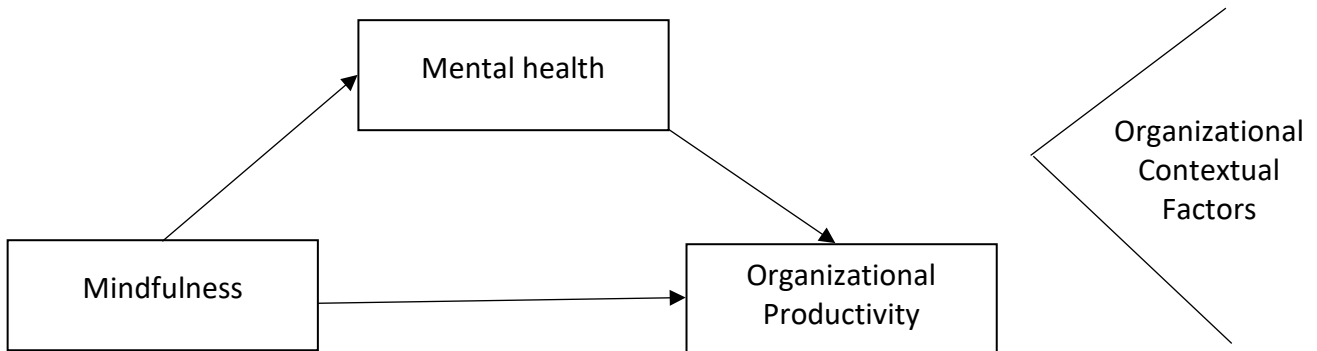 Mental health
Organizational
Contextual
Factors
Mindfulness
Organizational
Productivity